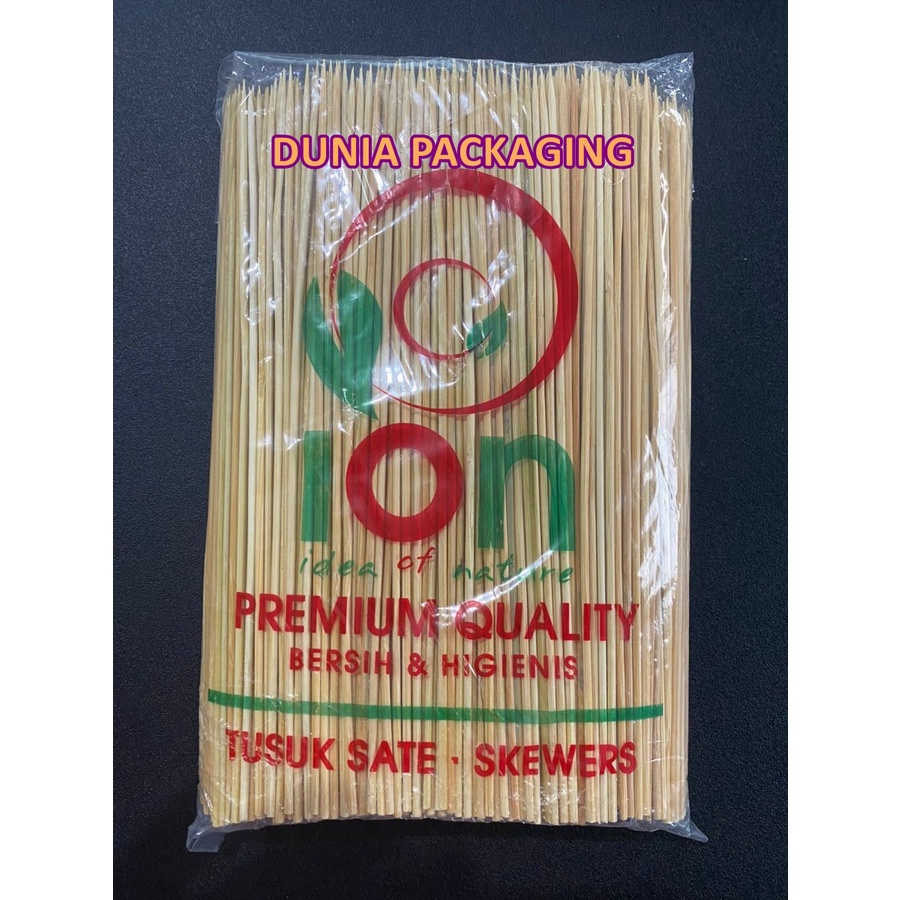 DUNIA PACKAGING
ion
idea of nature
PREMIUM QUALITY
BERSIH & HIGIENIS
TUSUK SATE · SKEWERS